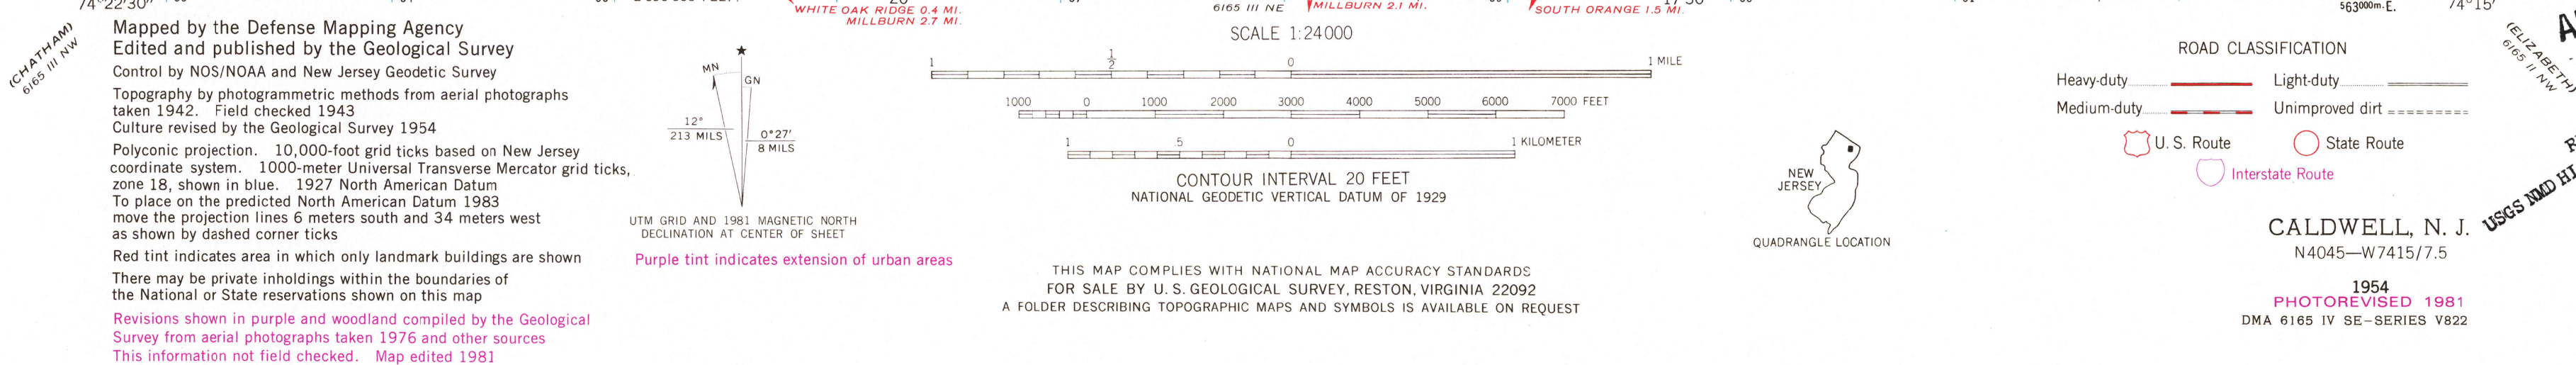 74°22'30"
WHITE OAK RIDGE 0.4 MI.
MILLBURN 2.7 MI.
6165 III NE
MILLBURN 2.1 MI.
SOUTH ORANGE 1.5 MI.
563000m.E.
74°15'
(CHATHAM)
6165 III NW
Mapped by the Defense Mapping Agency
Edited and published by the Geological Survey
Control by NOS/NOAA and New Jersey Geodetic Survey
Topography by photogrammetric methods from aerial photographs
taken 1942. Field checked 1943
Culture revised by the Geological Survey 1954
Polyconic projection. 10,000-foot grid ticks based on New Jersey
coordinate system. 1000-meter Universal Transverse Mercator grid ticks,
zone 18, shown in blue. 1927 North American Datum
To place on the predicted North American Datum 1983
move the projection lines 6 meters south and 34 meters west
as shown by dashed corner ticks
Red tint indicates area in which only landmark buildings are shown
There may be private inholdings within the boundaries of
the National or State reservations shown on this map
Revisions shown in purple and woodland compiled by the Geological
Survey from aerial photographs taken 1976 and other sources
This information not field checked. Map edited 1981
MN
GN
12°
213 MILS
0°27'
8 MILS
UTM GRID AND 1981 MAGNETIC NORTH
DECLINATION AT CENTER OF SHEET
Purple tint indicates extension of urban areas
SCALE 1:24000
1 1/2 0 1 MILE
1000 0 1000 2000 3000 4000 5000 6000 7000 FEET
1 .5 0 1 KILOMETER
CONTOUR INTERVAL 20 FEET
NATIONAL GEODETIC VERTICAL DATUM OF 1929
THIS MAP COMPLIES WITH NATIONAL MAP ACCURACY STANDARDS
FOR SALE BY U.S. GEOLOGICAL SURVEY, RESTON, VIRGINIA 22092
A FOLDER DESCRIBING TOPOGRAPHIC MAPS AND SYMBOLS IS AVAILABLE ON REQUEST
NEW
JERSEY
QUADRANGLE LOCATION
ROAD CLASSIFICATION
Heavy-duty Light-duty
Medium-duty Unimproved dirt
U. S. Route State Route
Interstate Route
CALDWELL, N. J.
N4045—W7415/7.5
1954
PHOTOREVISED 1981
DMA 6165 IV SE-SERIES V822
(ELIZABETH)
6165 II NW
USGS NMD